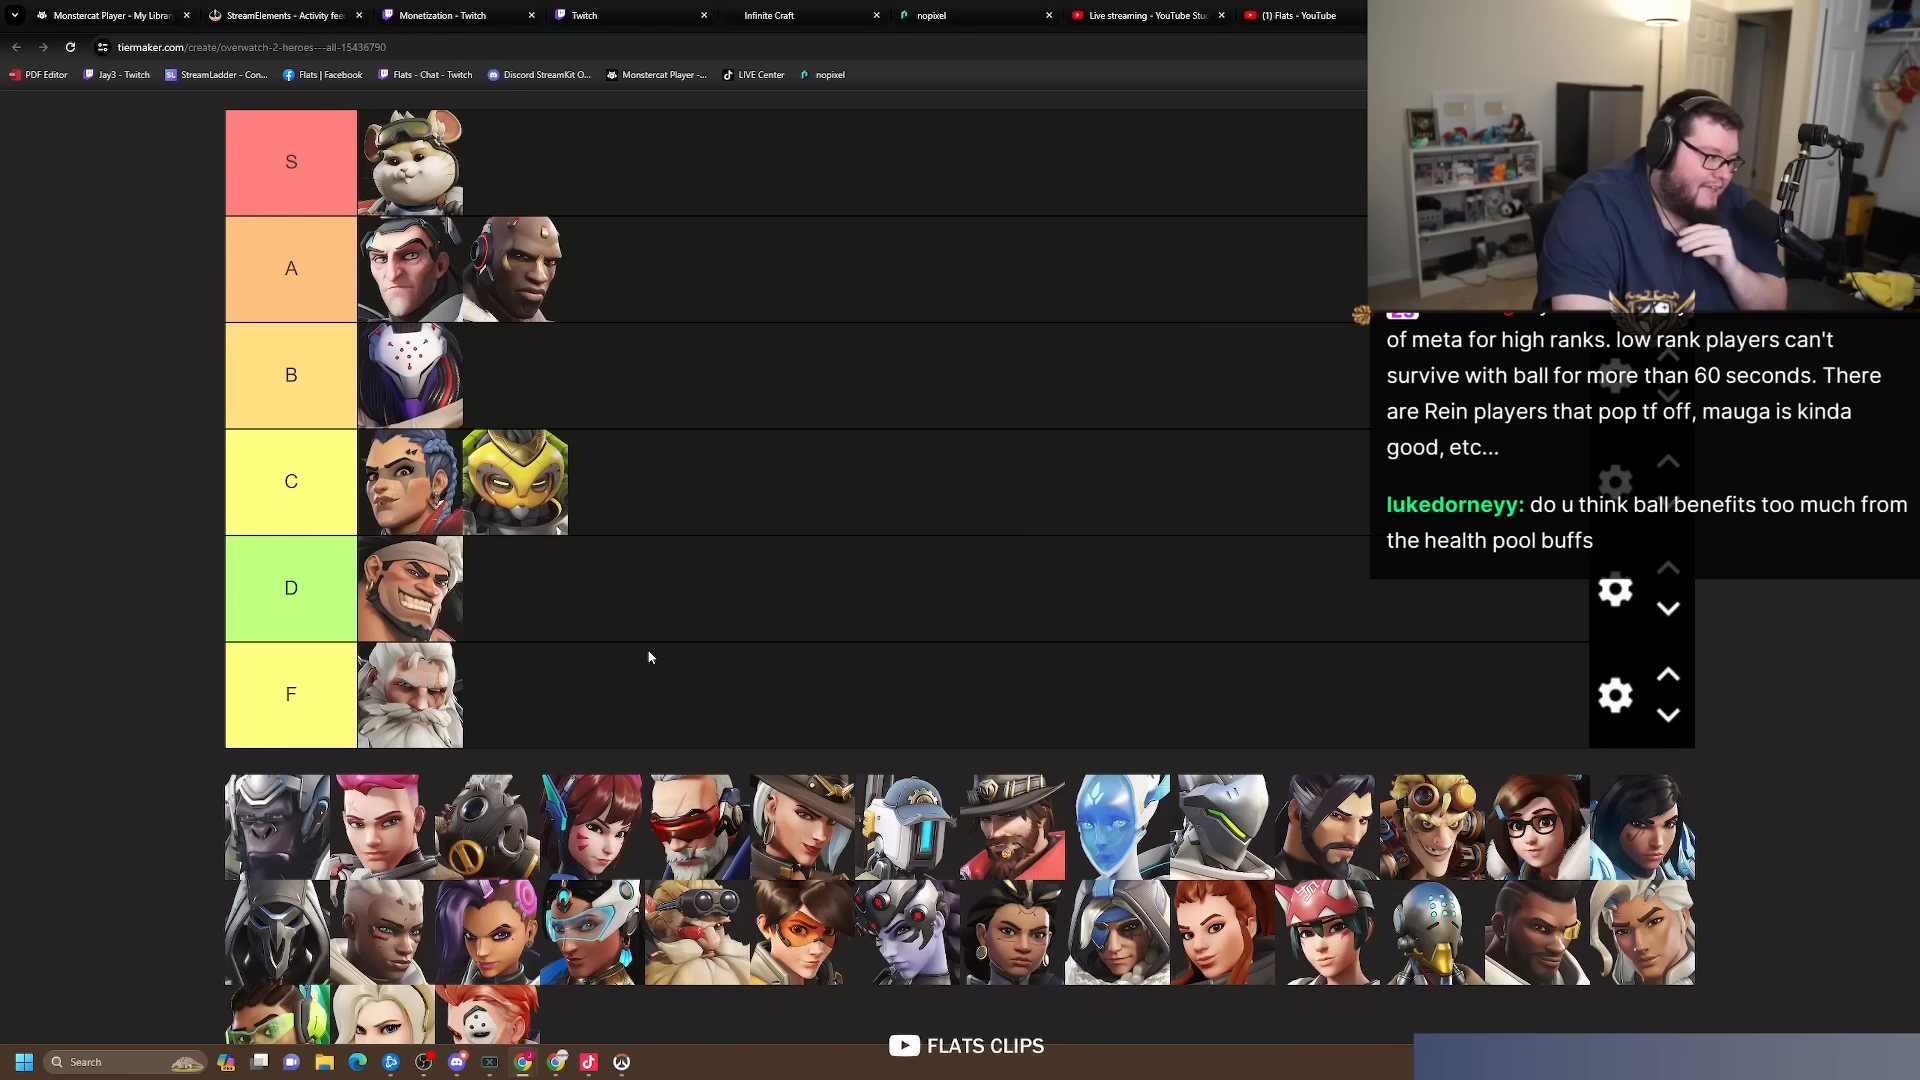 Monstercat Player - My Librar
StreamElements - Activity fee
Monetization - Twitch
Twitch
Infinite Craft
nopixel
Live streaming - YouTube Stu
(1) Flats - YouTube
tiermaker.com/create/overwatch-2-heroes---all-15436790
PDF Editor
Jay3 - Twitch
StreamLadder - Con...
Flats | Facebook
Flats - Chat - Twitch
Discord StreamKit O...
Monstercat Player -...
LIVE Center
nopixel
S
A
B
C
D
F
of meta for high ranks. low rank players can't
survive with ball for more than 60 seconds. There
are Rein players that pop tf off, mauga is kinda
good, etc...
lukedorneyy: do u think ball benefits too much from
the health pool buffs
FLATS CLIPS
Search